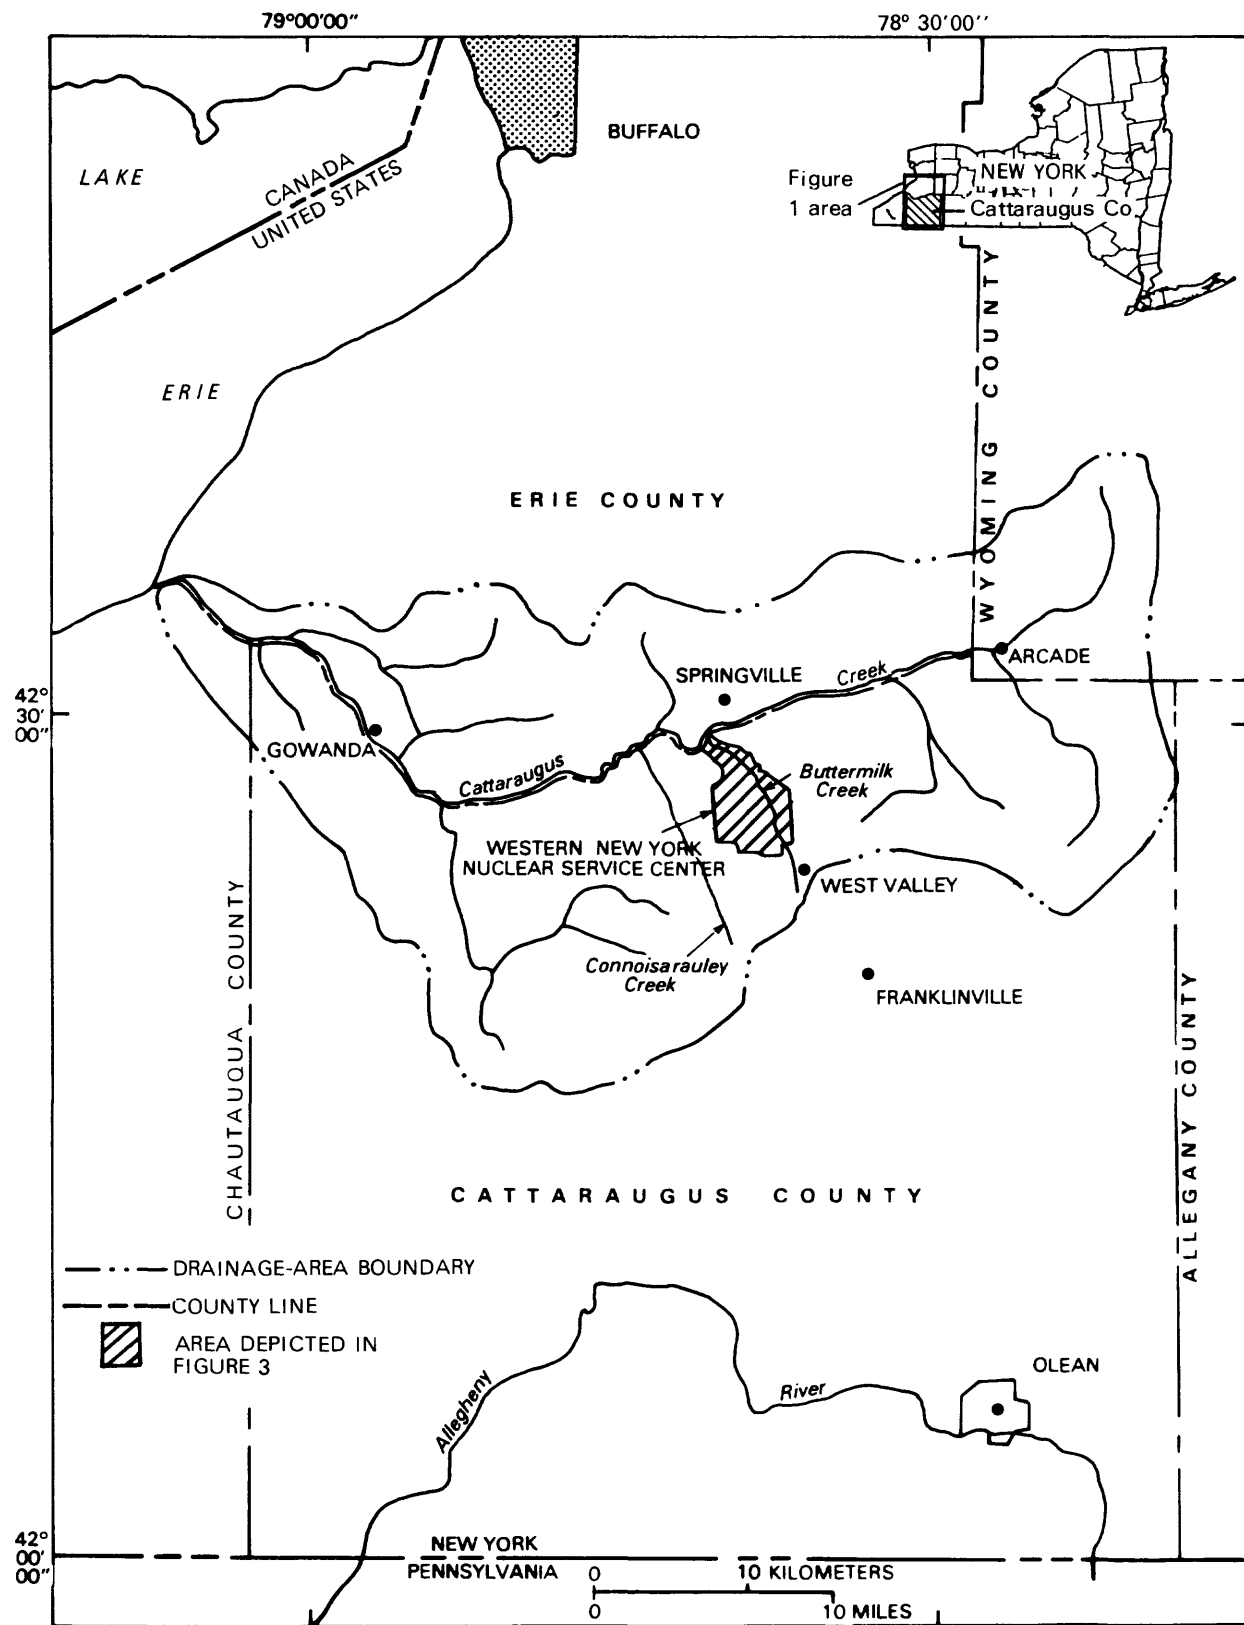 79°00'00"
78° 30'00''
BUFFALO
LAKE
CANADA
UNITED STATES
Figure
1 area
NEW YORK
Cattaraugus Co
ERIE
WYOMING COUNTY
ERIE COUNTY
ARCADE
SPRINGVILLE
Creek
42°
30'
00"
GOWANDA
Cattaraugus
Buttermilk
Creek
WESTERN NEW YORK
NUCLEAR SERVICE CENTER
WEST VALLEY
Connoisarauley
Creek
FRANKLINVILLE
CHAUTAUQUA COUNTY
ALLEGANY COUNTY
CATTARAUGUS COUNTY
DRAINAGE-AREA BOUNDARY
COUNTY LINE
AREA DEPICTED IN
FIGURE 3
OLEAN
Allegheny
River
42°
00'
00"
NEW YORK
PENNSYLVANIA
0 10 KILOMETERS
0 10 MILES